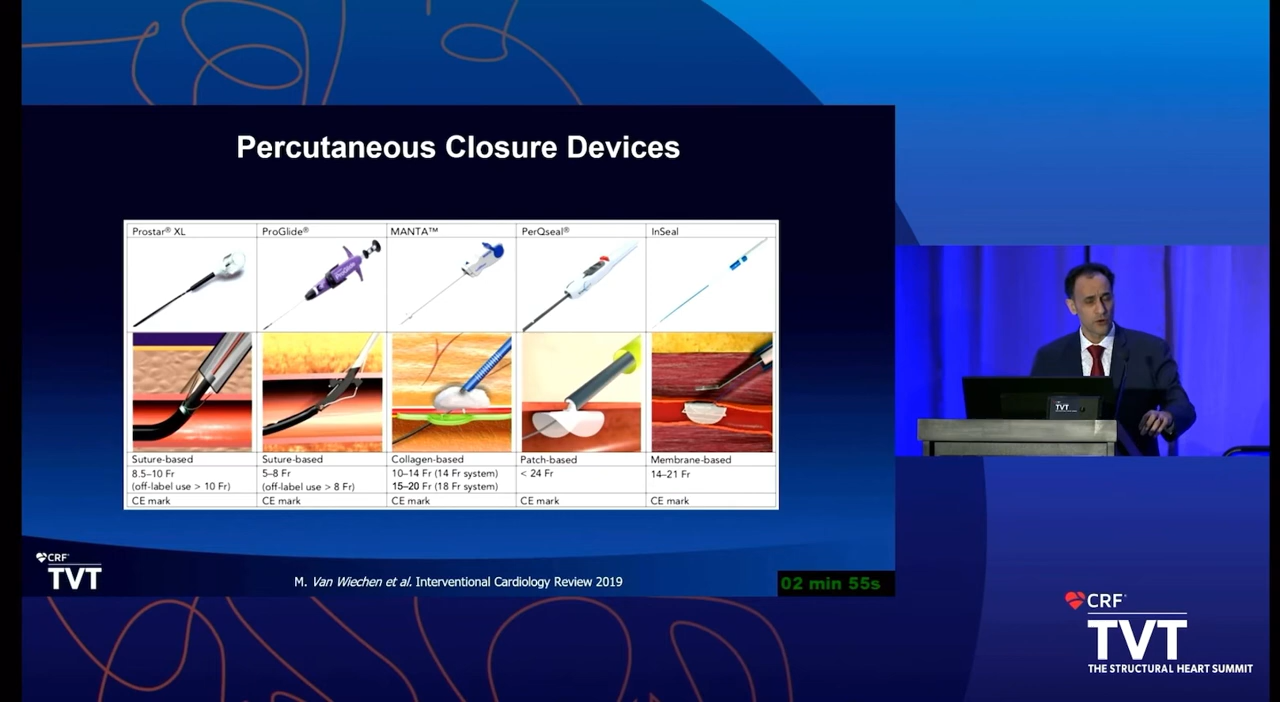 Percutaneous Closure Devices
Prostar® XL
ProGlide®
MANTA™
PerQseal®
InSeal
ProGlide
Suture-based
Suture-based
Collagen-based
Patch-based
Membrane-based
8.5–10 Fr
(off-label use > 10 Fr)
5–8 Fr
(off-label use > 8 Fr)
10–14 Fr (14 Fr system)
15–20 Fr (18 Fr system)
< 24 Fr
14–21 Fr
CE mark
CE mark
CE mark
CE mark
CE mark
CRF®
TVT
M. Van Wiechen et al. Interventional Cardiology Review 2019
02 min 55s
TVT
CRF®
TVT
THE STRUCTURAL HEART SUMMIT